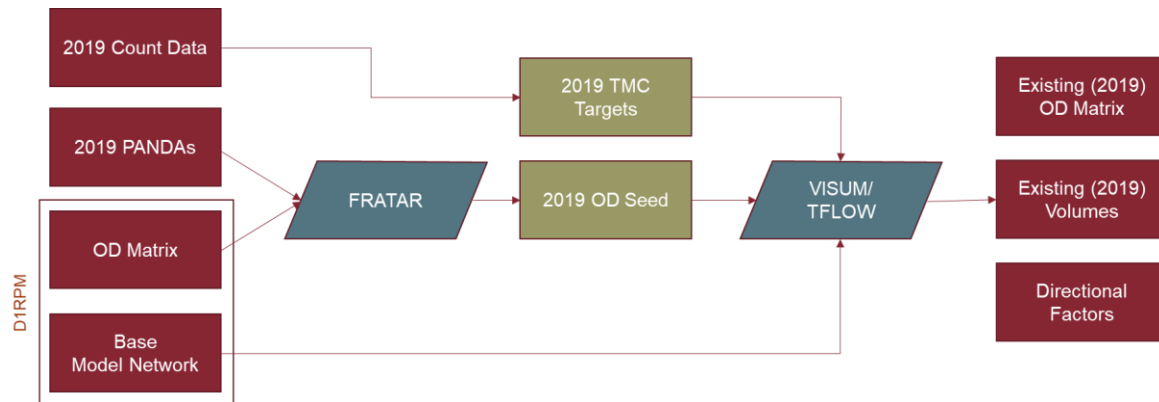 2019 Count Data
2019 PANDAs
D1RPM
OD Matrix
Base
Model Network
FRATAR
2019 TMC
Targets
2019 OD Seed
VISUM/
TFLOW
Existing (2019)
OD Matrix
Existing (2019)
Volumes
Directional
Factors